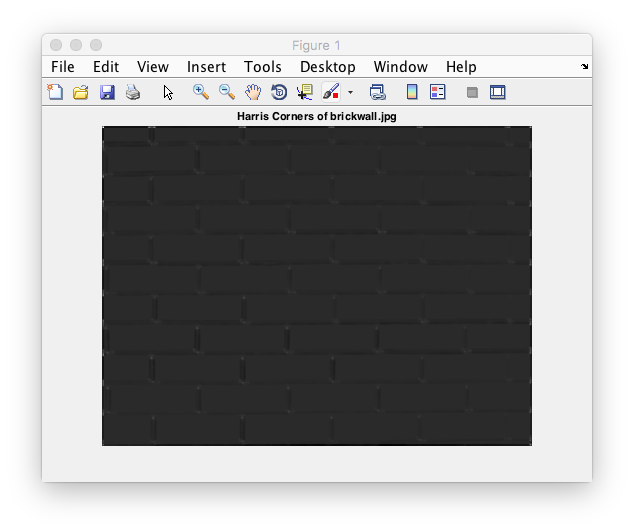 Figure 1
File Edit View Insert Tools Desktop Window Help
Harris Corners of brickwall.jpg